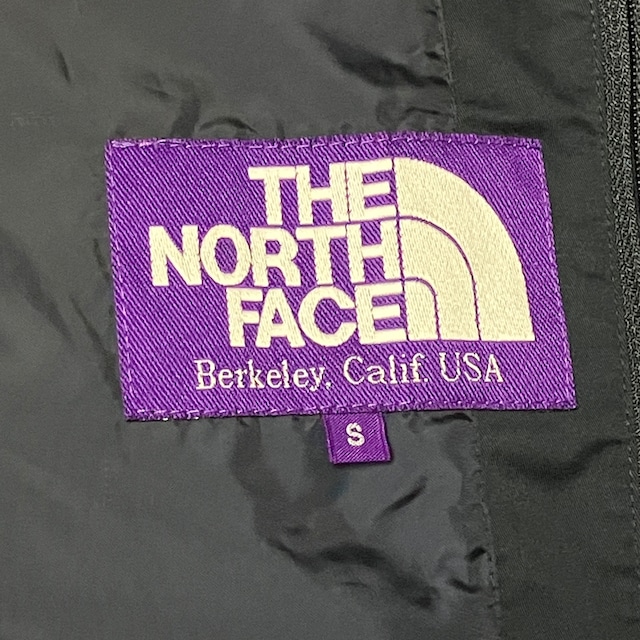 THE
NORTH
FACE
Berkeley, Calif. USA
S